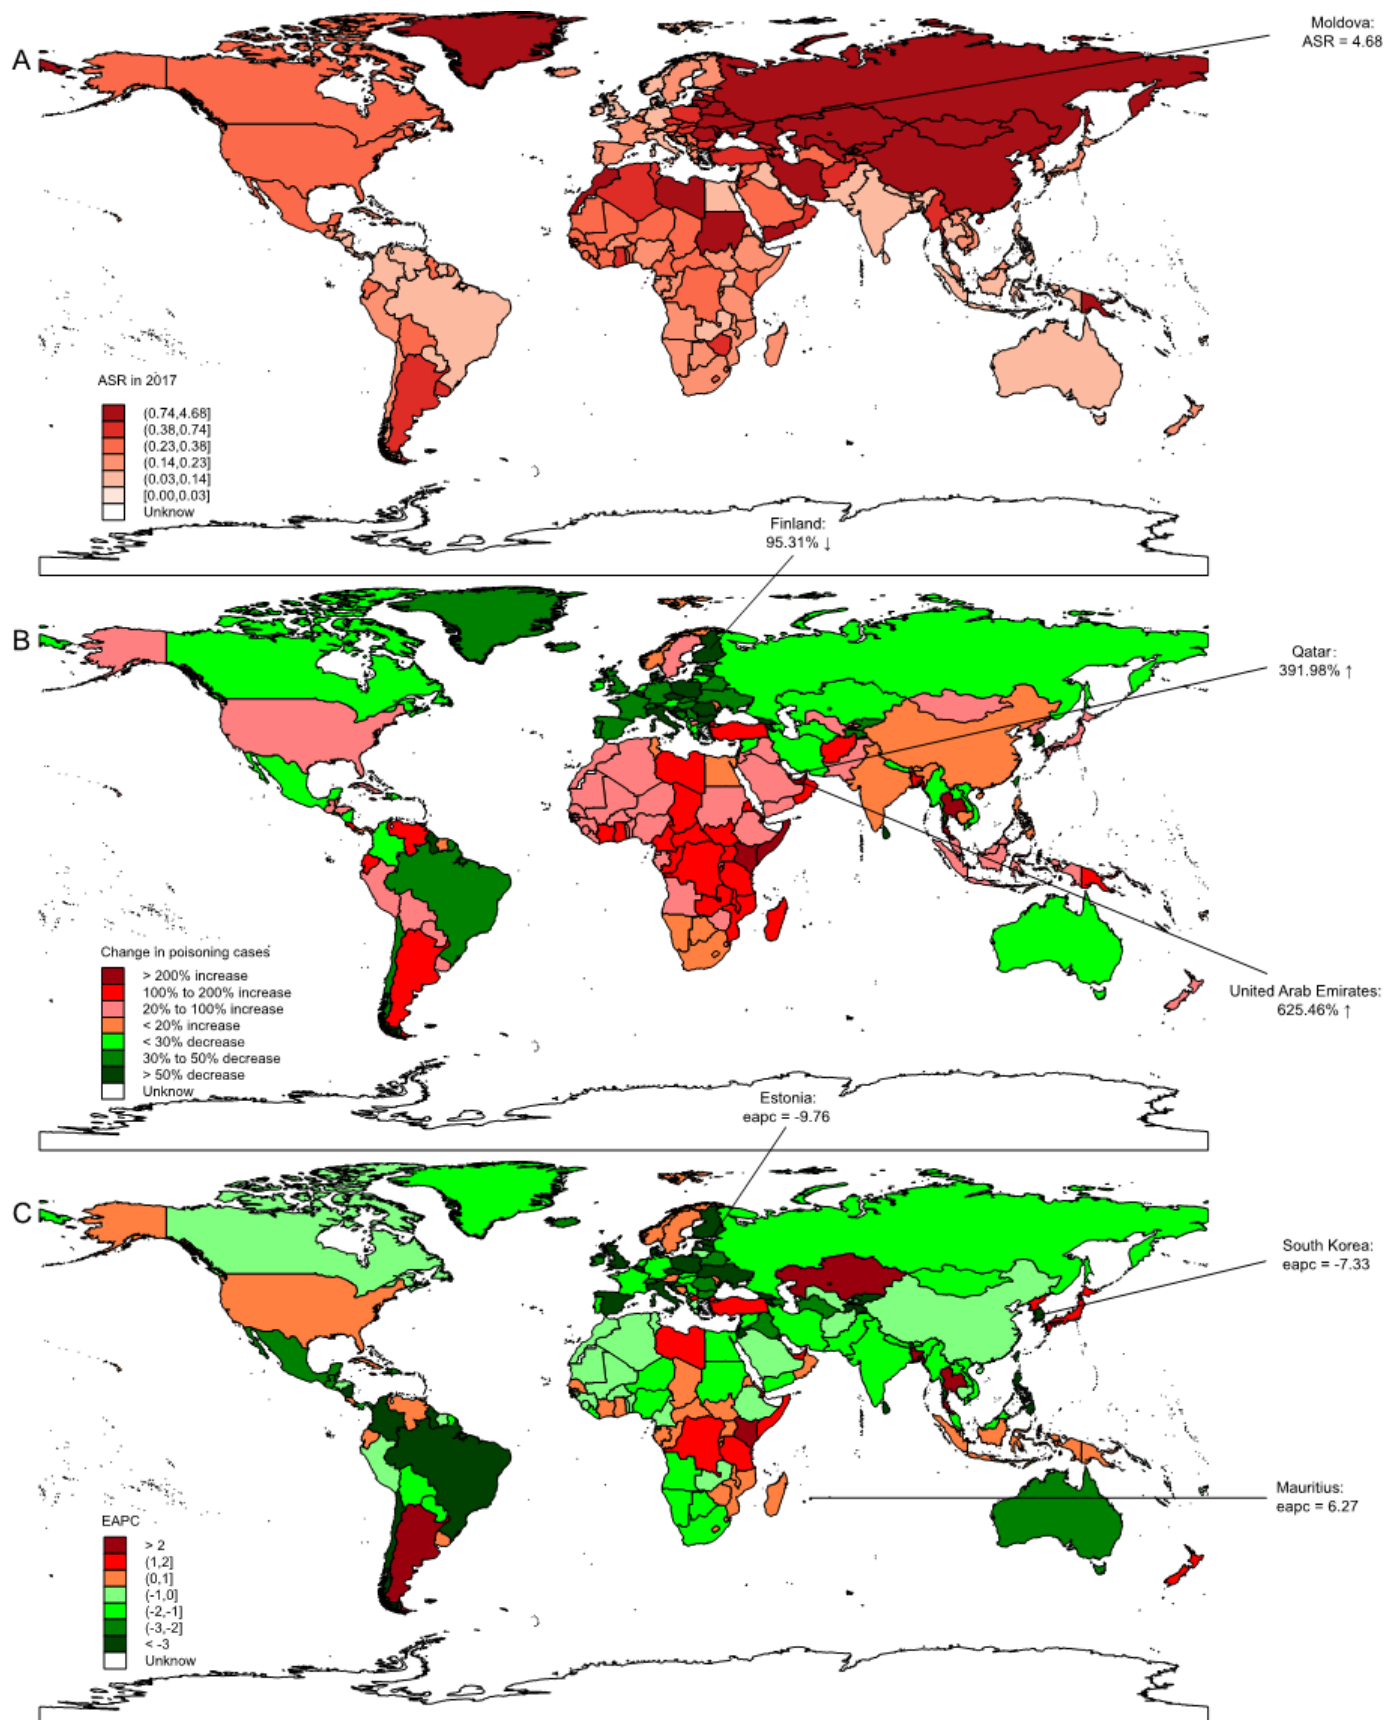 Moldova:
ASR = 4.68
A
ASR in 2017
(0.74,4.68]
(0.38,0.74]
(0.23,0.38]
(0.14,0.23]
(0.03,0.14]
[0.00,0.03]
Unknow
Finland:
95.31% ↓
B
Qatar:
391.98% ↑
Change in poisoning cases
> 200% increase
100% to 200% increase
20% to 100% increase
< 20% increase
< 30% decrease
30% to 50% decrease
> 50% decrease
Unknow
United Arab Emirates:
625.46% ↑
Estonia:
eapc = -9.76
C
South Korea:
eapc = -7.33
Mauritius:
eapc = 6.27
EAPC
> 2
(1,2]
(0,1]
(-1,0]
(-2,-1]
(-3,-2]
< -3
Unknow